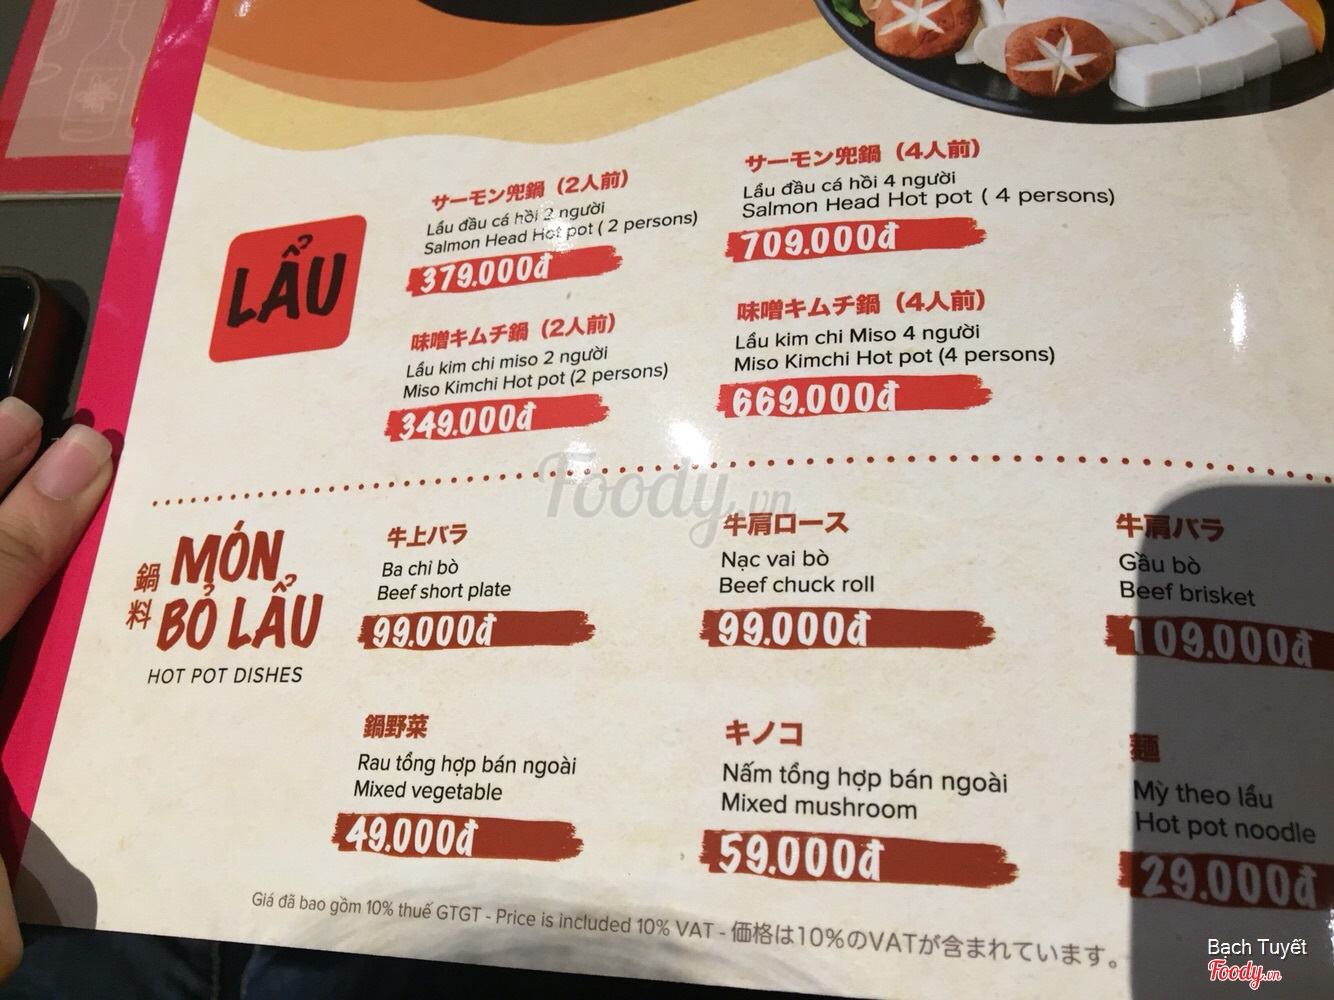 LẨU
サーモン兜鍋（2人前）
Lẩu đầu cá hồi 2 người
Salmon Head Hot pot ( 2 persons)
379.000đ
サーモン兜鍋（4人前）
Lẩu đầu cá hồi 4 người
Salmon Head Hot pot ( 4 persons)
709.000đ
味噌キムチ鍋（2人前）
Lẩu kim chi miso 2 người
Miso Kimchi Hot pot (2 persons)
349.000đ
味噌キムチ鍋（4人前）
Lẩu kim chi Miso 4 người
Miso Kimchi Hot pot (4 persons)
669.000đ
Foody.vn
鍋料
MÓN
BỎ LẨU
HOT POT DISHES
牛上バラ
Ba chỉ bò
Beef short plate
99.000đ
牛肩ロース
Nạc vai bò
Beef chuck roll
99.000đ
牛肩バラ
Gầu bò
Beef brisket
109.000đ
鍋野菜
Rau tổng hợp bán ngoài
Mixed vegetable
49.000đ
キノコ
Nấm tổng hợp bán ngoài
Mixed mushroom
59.000đ
麺
Mỳ theo lẩu
Hot pot noodle
29.000đ
Giá đã bao gồm 10% thuế GTGT - Price is included 10% VAT - 価格は10%のVATが含まれています。
Bạch Tuyết
Foody.vn